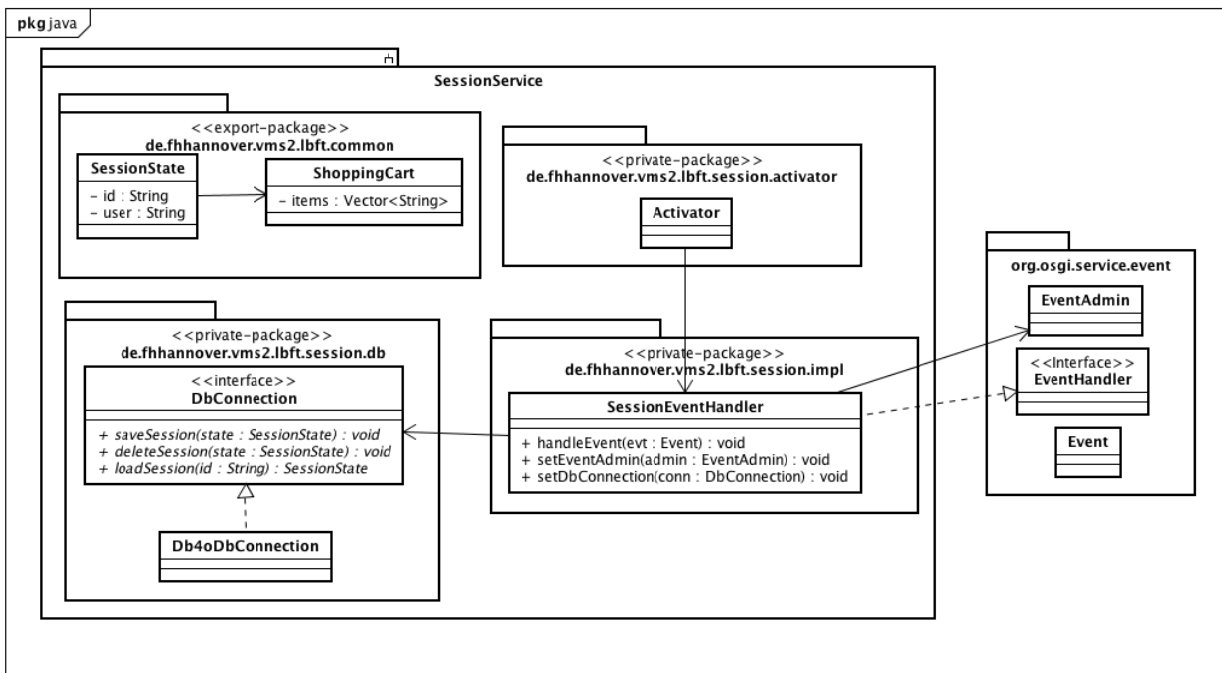 pkg java
SessionService
<<export-package>>
de.fhhannover.vms2.lbft.common
SessionState
- id : String
- user : String
ShoppingCart
- items : Vector<String>
<<private-package>>
de.fhhannover.vms2.lbft.session.activator
Activator
<<private-package>>
de.fhhannover.vms2.lbft.session.db
<<interface>>
DbConnection
+ saveSession(state : SessionState) : void
+ deleteSession(state : SessionState) : void
+ loadSession(id : String) : SessionState
Db4oDbConnection
<<private-package>>
de.fhhannover.vms2.lbft.session.impl
SessionEventHandler
+ handleEvent(evt : Event) : void
+ setEventAdmin(admin : EventAdmin) : void
+ setDbConnection(conn : DbConnection) : void
org.osgi.service.event
EventAdmin
<<Interface>>
EventHandler
Event